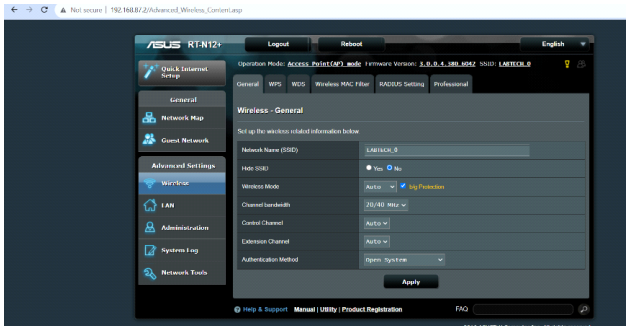 Not secure | 192.168.87.2/Advanced_Wireless_Content.asp
ASUS RT-N12+ Logout Reboot English
Quick Internet Setup
Operation Mode: Access Point(AP) mode Firmware Version: 3.0.0.4.380_6042 SSID: LABTECH_0
General WPS WDS Wireless MAC Filter RADIUS Setting Professional
General
Network Map
Guest Network
Advanced Settings
Wireless
LAN
Administration
System Log
Network Tools
Wireless - General
Set up the wireless related information below
Network Name (SSID) LABTECH_0
Hide SSID Yes No
Wireless Mode Auto b/g Protection
Channel bandwidth 20/40 MHz
Control Channel Auto
Extension Channel Auto
Authentication Method Open System
Apply
Help & Support Manual | Utility | Product Registration FAQ